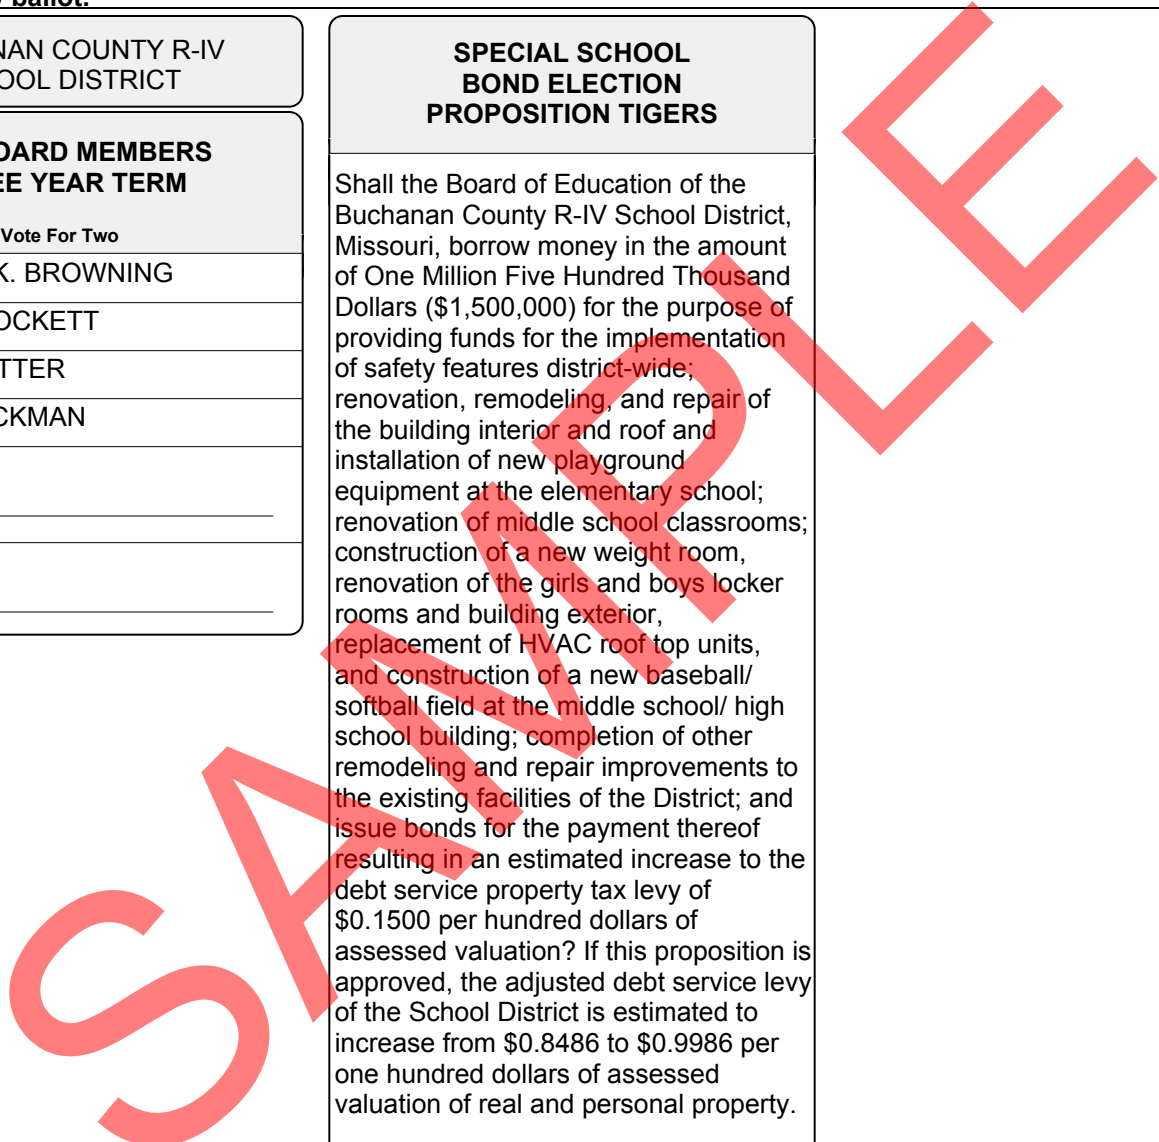 ballot.
COUNTY R-IV
DISTRICT
MEMBERS
YEAR TERM
Vote For Two
K. BROWNING
SPECIAL SCHOOL
BOND ELECTION
PROPOSITION TIGERS
Shall the Board of Education of the
Buchanan County R-IV School District,
Missouri, borrow money in the amount
of One Million Five Hundred Thousand
Dollars ($1,500,000) for the purpose of
providing funds for the implementation
of safety features district-wide;
renovation, remodeling, and repair of
the building interior and roof and
installation of new playground
equipment at the elementary school;
renovation of middle school classrooms;
construction of a new weight room,
renovation of the girls and boys locker
rooms and building exterior,
replacement of HVAC roof top units,
and construction of a new baseball/
softball field at the middle school/ high
school building; completion of other
remodeling and repair improvements to
the existing facilities of the District; and
issue bonds for the payment thereof
resulting in an estimated increase to the
debt service property tax levy of
$0.1500 per hundred dollars of
assessed valuation? If this proposition is
approved, the adjusted debt service levy
of the School District is estimated to
increase from $0.8486 to $0.9986 per
one hundred dollars of assessed
valuation of real and personal property.
SAMPLE